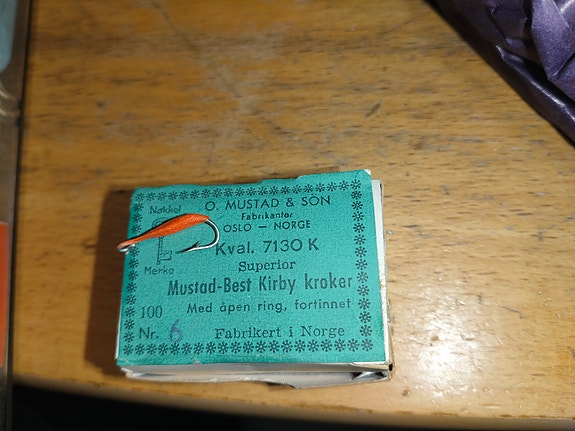 Nøkkel
O. MUSTAD & SØN
Fabrikanter
OSLO — NORGE
Kval. 7130 K
Merke
Superior
Mustad-Best Kirby kroker
100
Med åpen ring, fortinnet
Nr. 6
Fabrikert i Norge